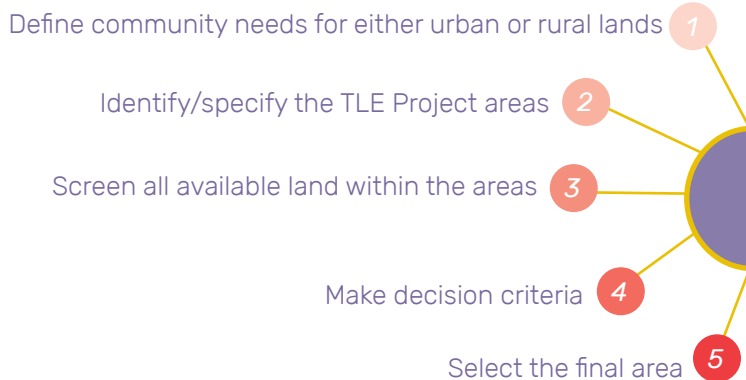 Define community needs for either urban or rural lands 1
Identify/specify the TLE Project areas 2
Screen all available land within the areas 3
Make decision criteria 4
Select the final area 5